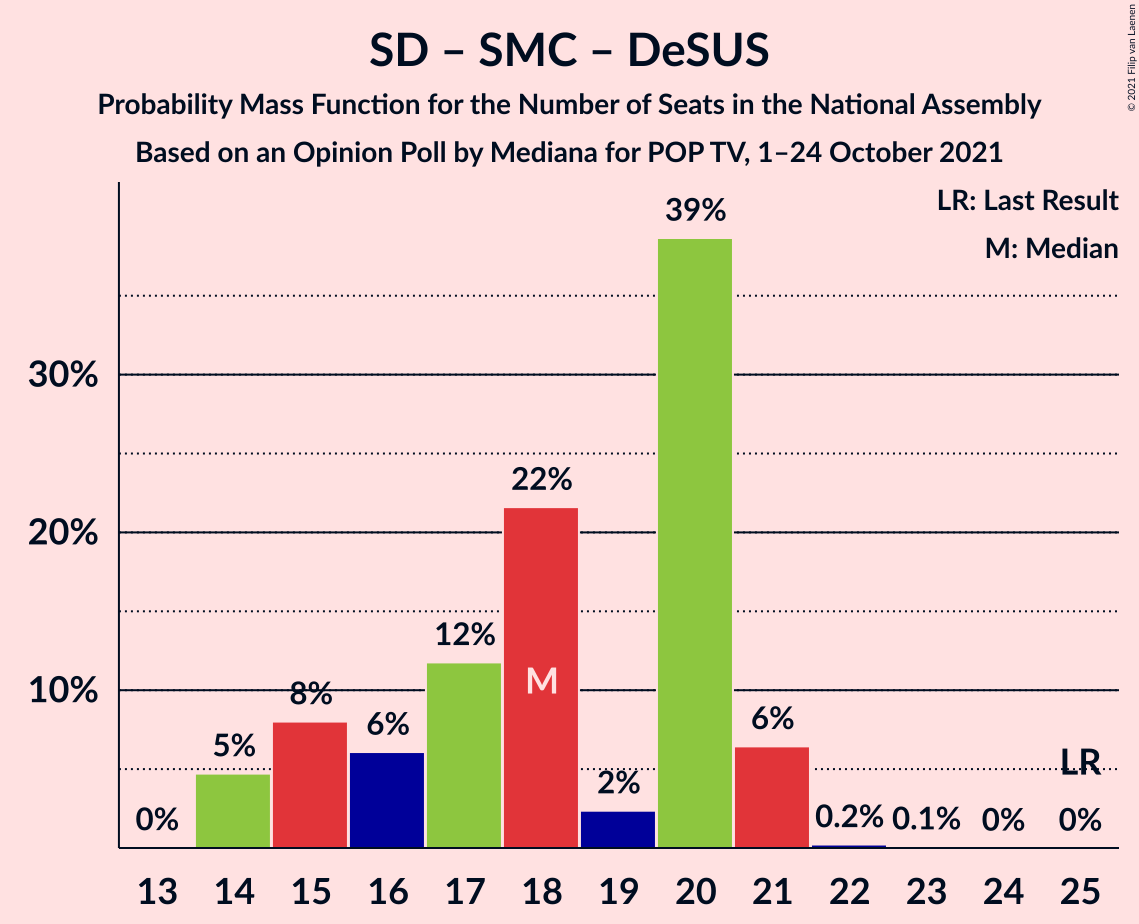 SD – SMC – DeSUS
Probability Mass Function for the Number of Seats in the National Assembly
Based on an Opinion Poll by Mediana for POP TV, 1–24 October 2021
© 2021 Filip van Laenen
LR: Last Result
M: Median
39%
30%
22%
20%
12%
M
10%
8%
6%
6%
5%
LR
2%
0%
0.2%
0.1%
0%
0%
13 14 15 16 17 18 19 20 21 22 23 24 25